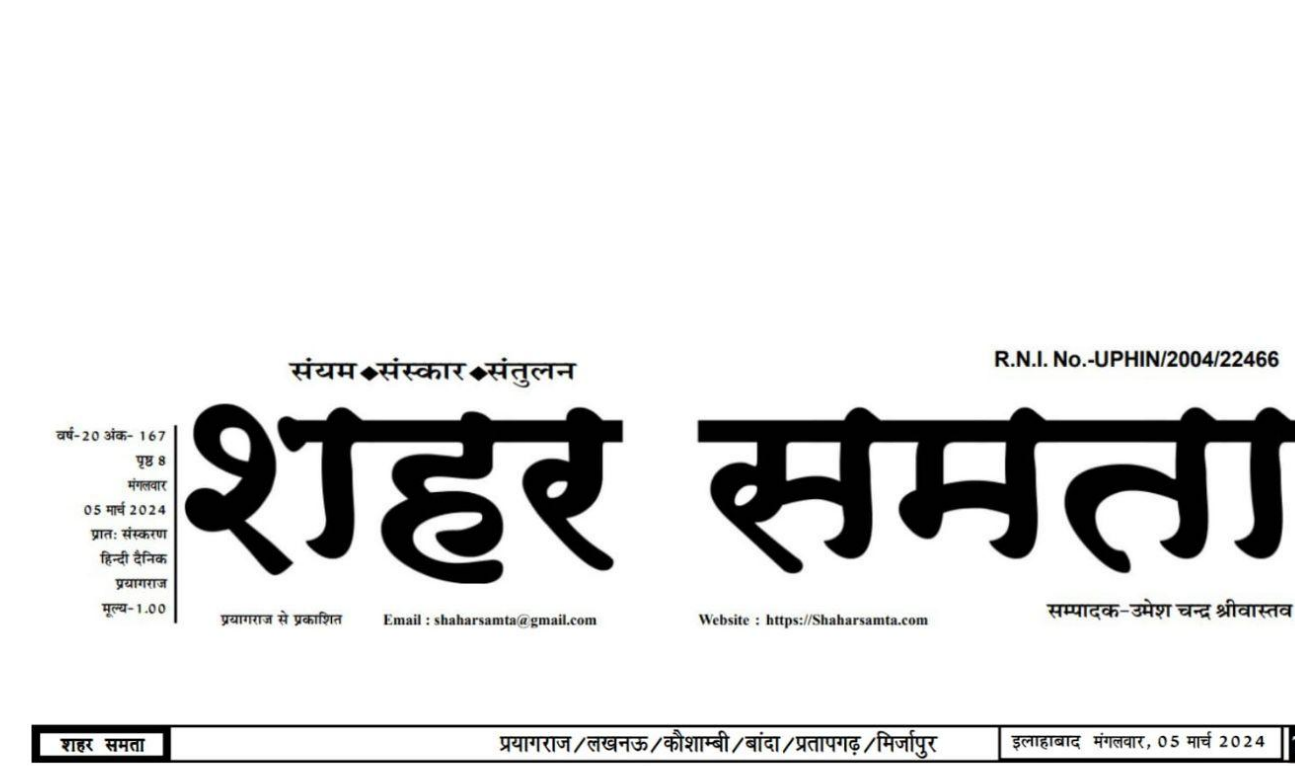 संयम◆संस्कार◆संतुलन
R.N.I. No.-UPHIN/2004/22466
शहर समता
वर्ष-20 अंक- 167
पृष्ठ 8
मंगलवार
05 मार्च 2024
प्रातः संस्करण
हिन्दी दैनिक
प्रयागराज
मूल्य-1.00
प्रयागराज से प्रकाशित
Email : shaharsamta@gmail.com
Website : https://Shaharsamta.com
सम्पादक-उमेश चन्द्र श्रीवास्तव
शहर समता
प्रयागराज/लखनऊ/कौशाम्बी/बांदा/प्रतापगढ़/मिर्जापुर
इलाहाबाद मंगलवार, 05 मार्च 2024